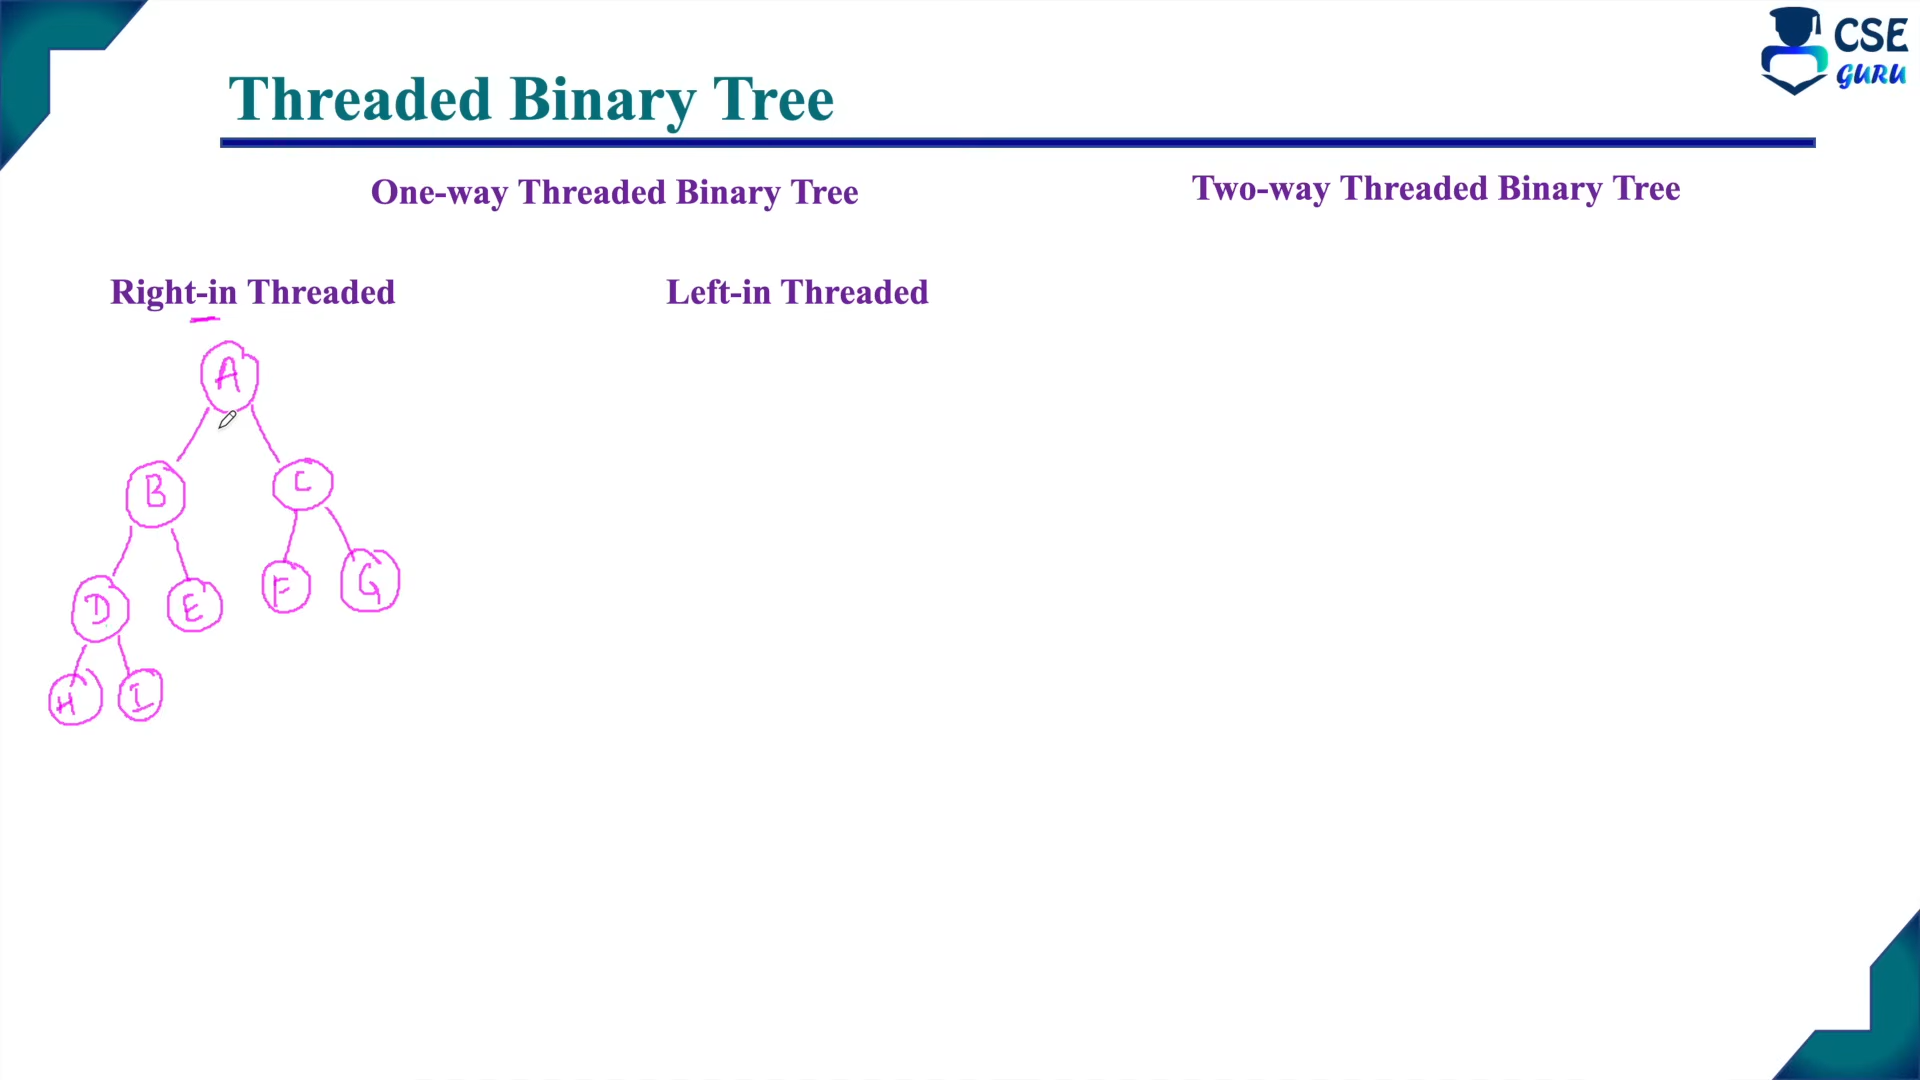 CSE
GURU
Threaded Binary Tree
One-way Threaded Binary Tree
Two-way Threaded Binary Tree
Right-in Threaded
Left-in Threaded
A
B
C
D
E
F
G
H
I